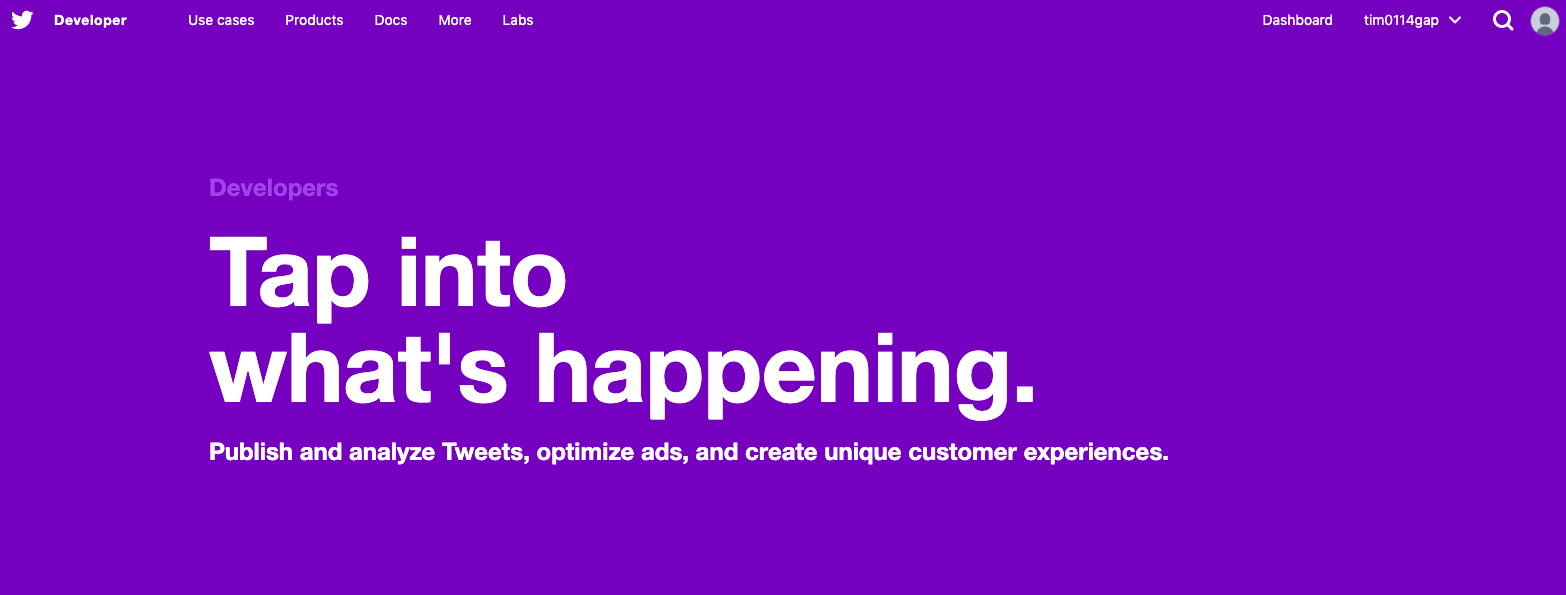 Developer Use cases Products Docs More Labs Dashboard tim0114gap
Developers
Tap into
what's happening.
Publish and analyze Tweets, optimize ads, and create unique customer experiences.